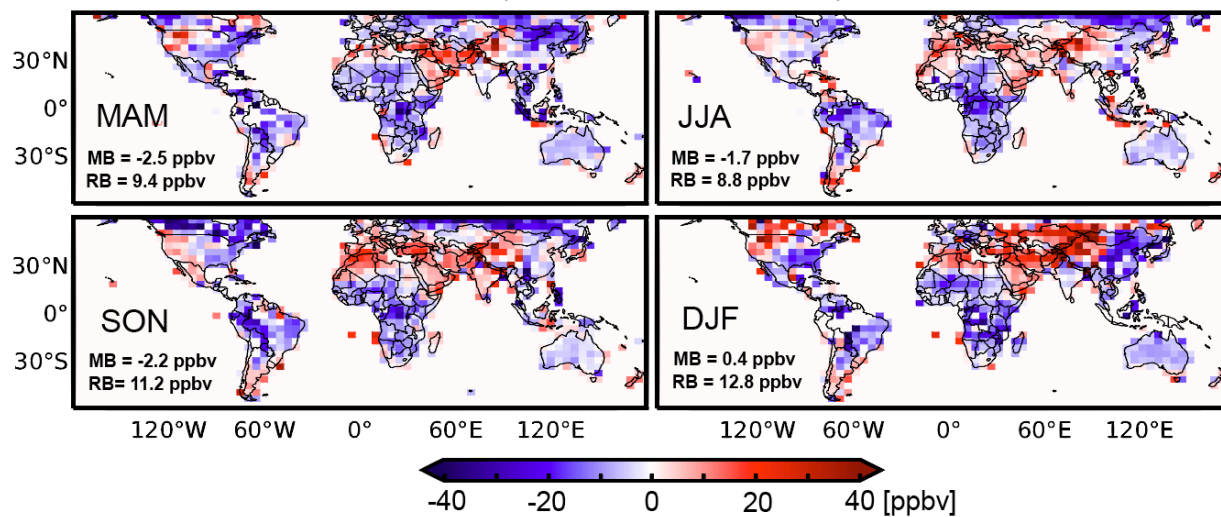 30°N
0°
30°S
MAM
MB = -2.5 ppbv
RB = 9.4 ppbv
JJA
MB = -1.7 ppbv
RB = 8.8 ppbv
30°N
0°
30°S
SON
MB = -2.2 ppbv
RB= 11.2 ppbv
DJF
MB = 0.4 ppbv
RB = 12.8 ppbv
120°W 60°W 0° 60°E 120°E
120°W 60°W 0° 60°E 120°E
-40 -20 0 20 40 [ppbv]